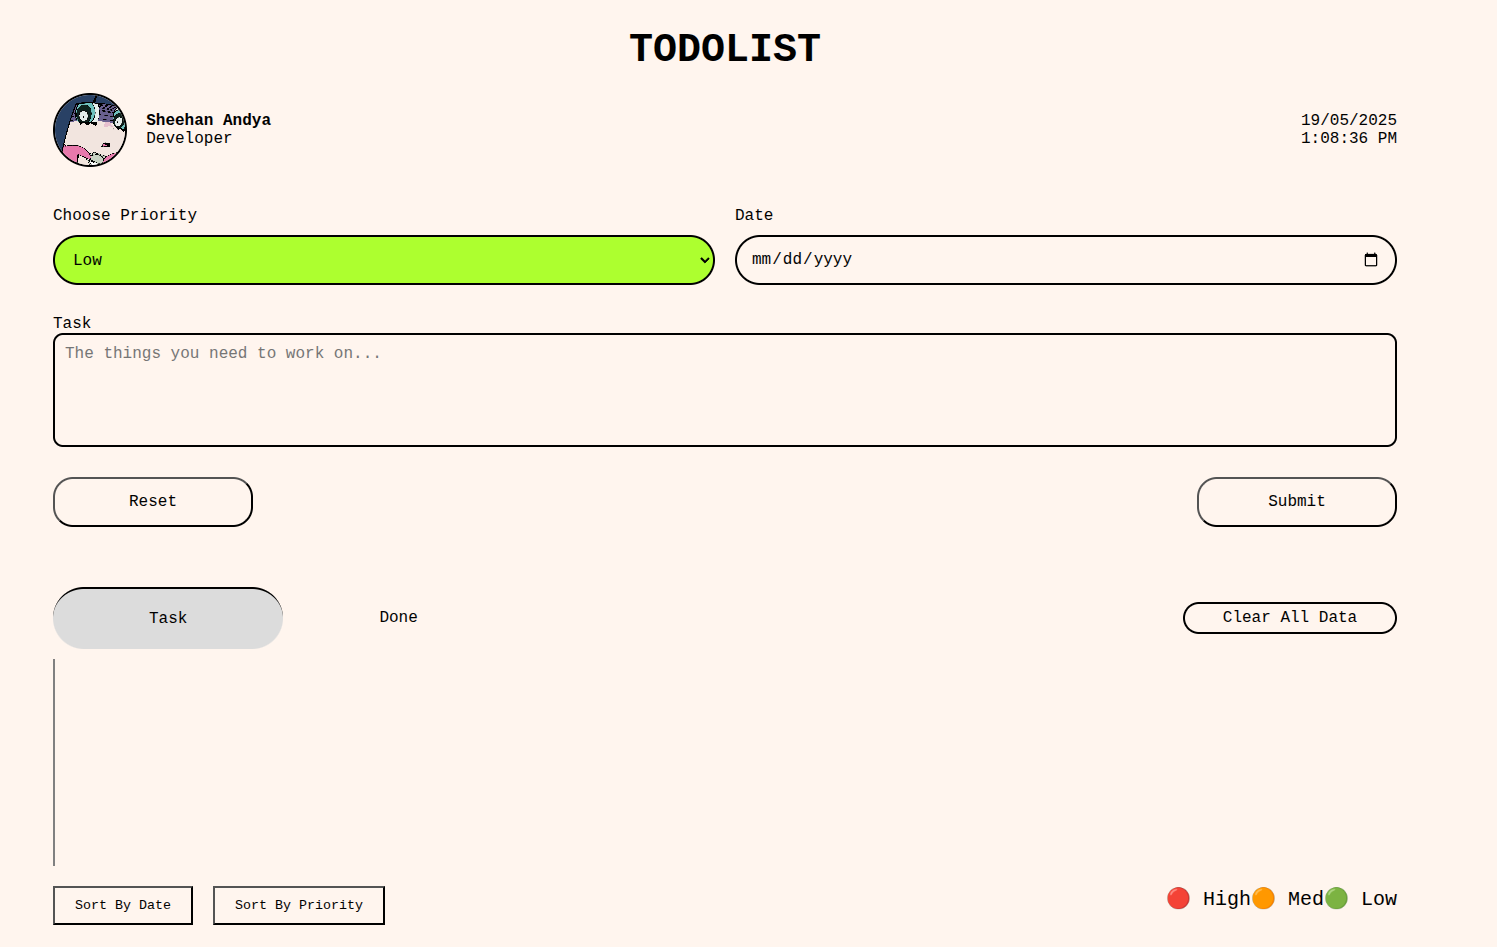 TODOLIST
Sheehan Andya
Developer
19/05/2025
1:08:36 PM
Choose Priority
Date
Low
mm/dd/yyyy
Task
The things you need to work on...
Reset
Submit
Task
Done
Clear All Data
Sort By Date
Sort By Priority
High
Med
Low